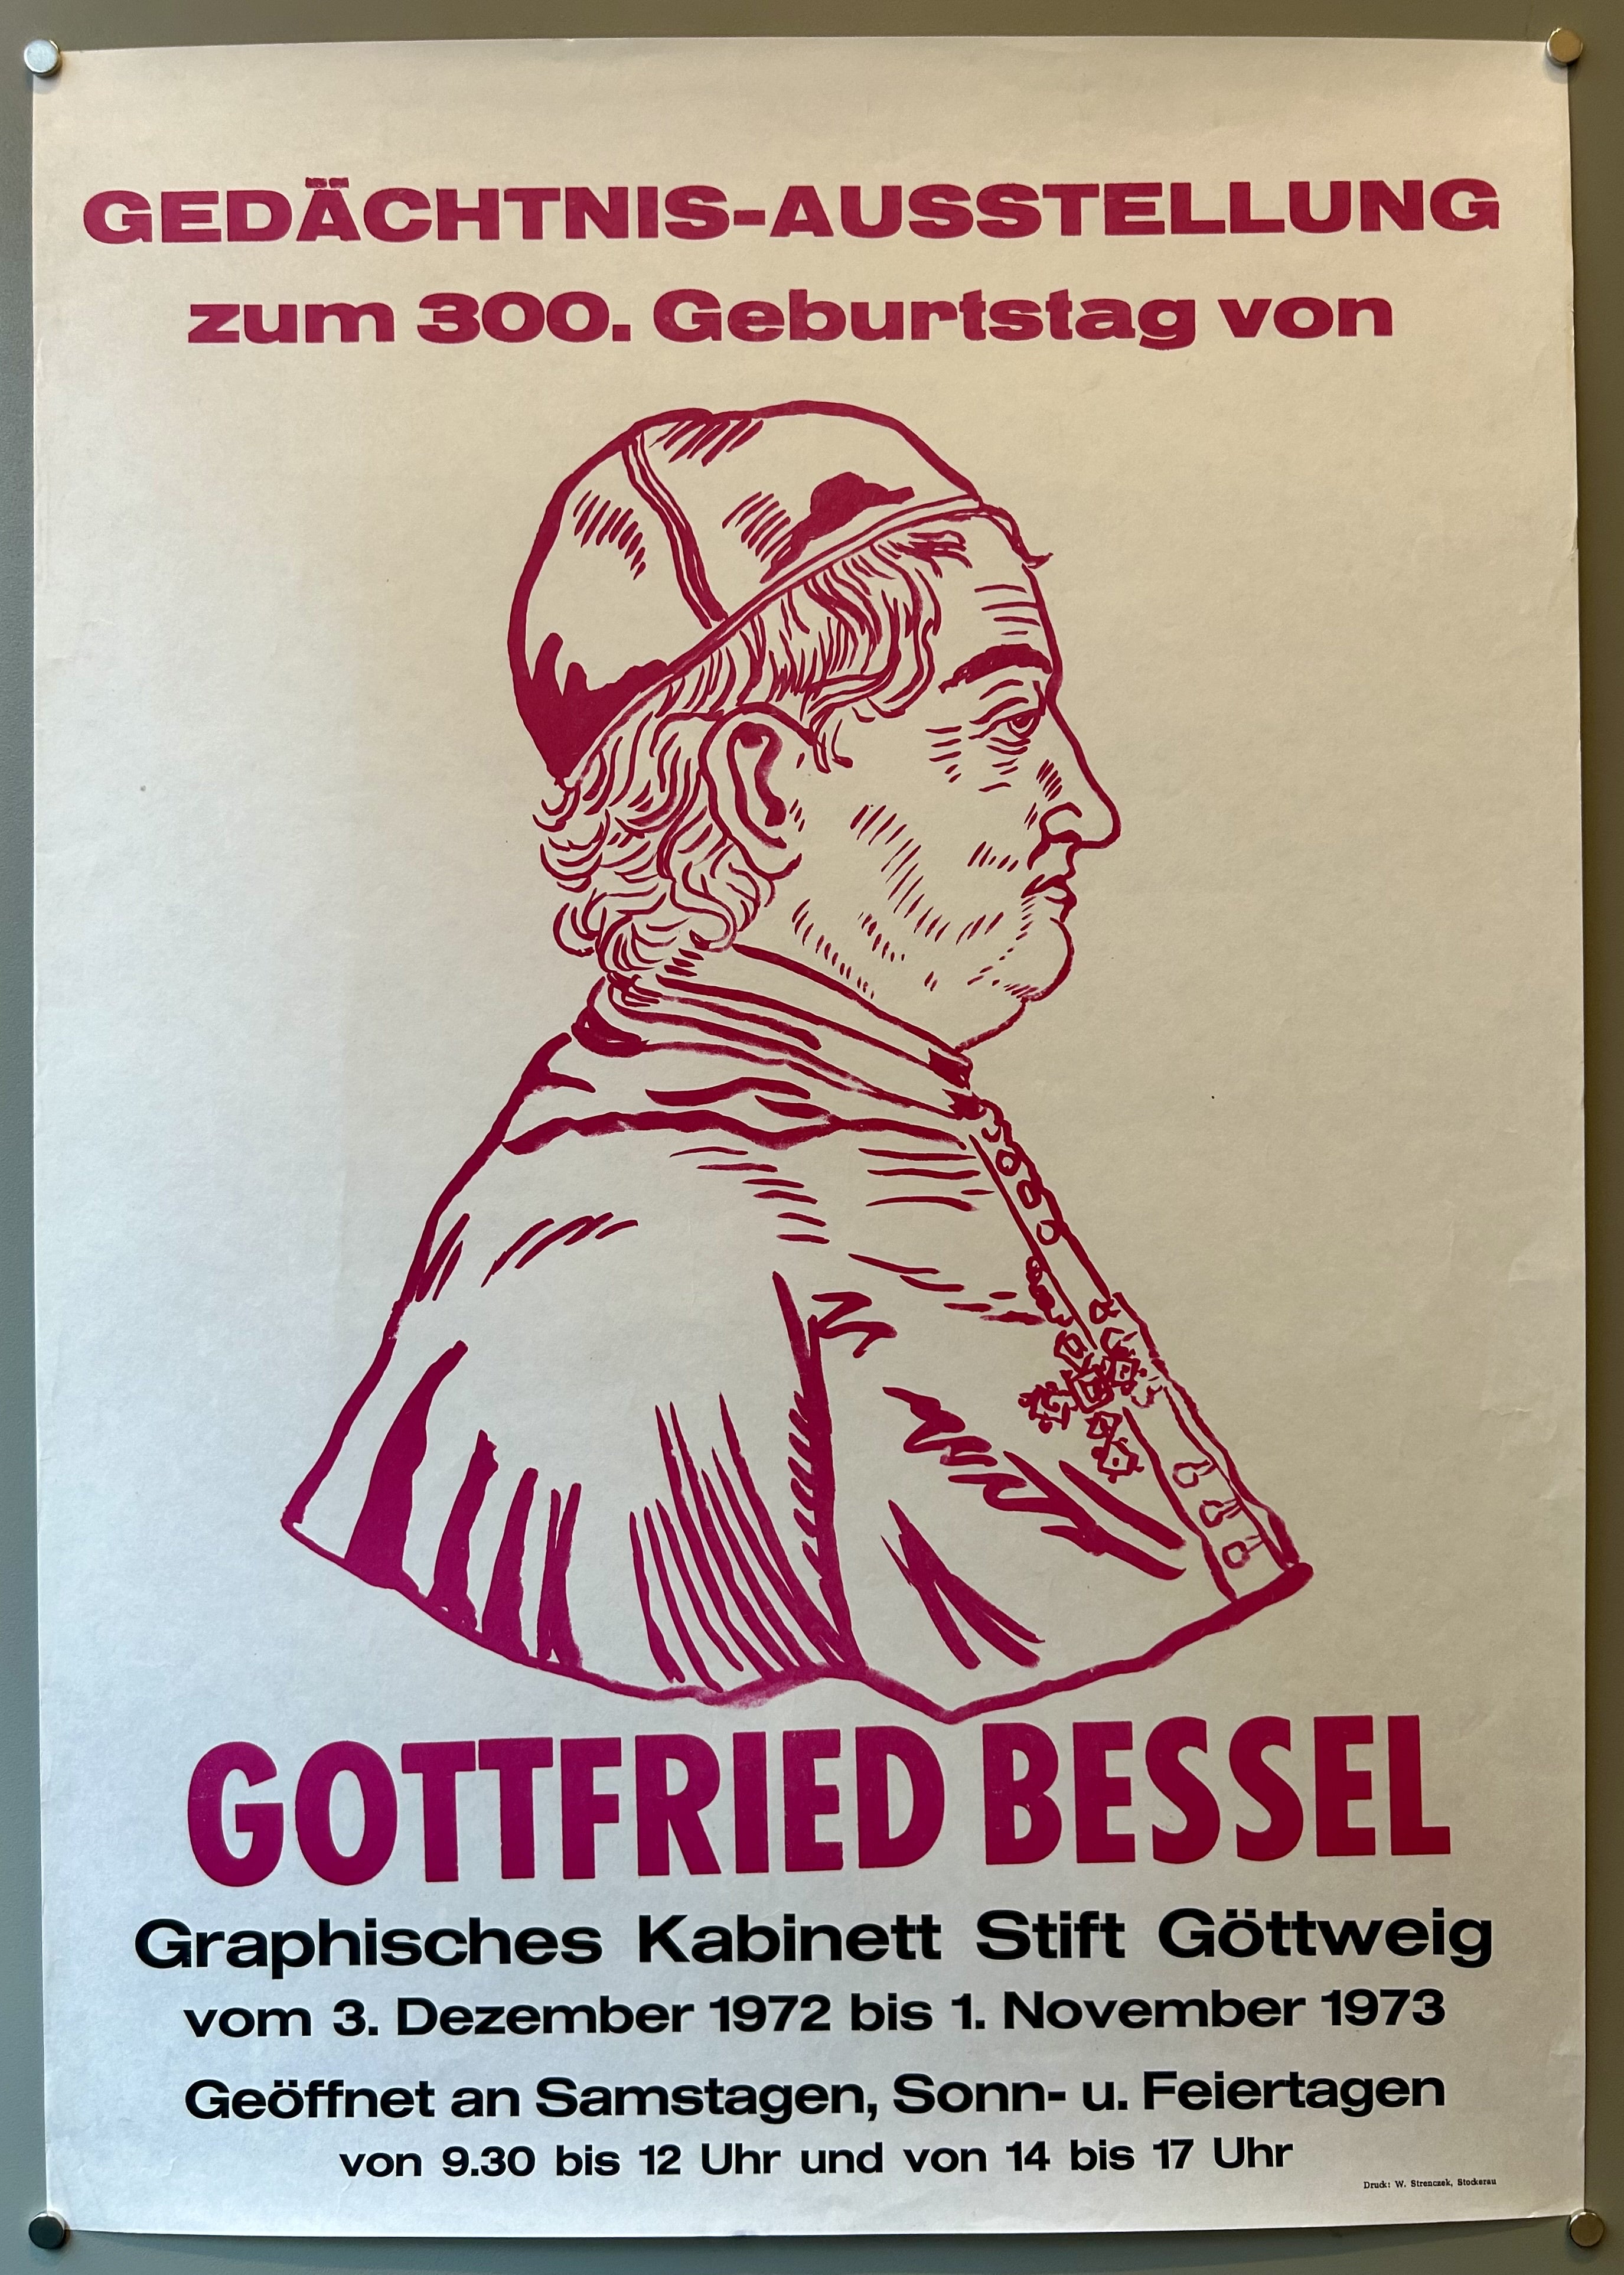 GEDÄCHTNIS-AUSSTELLUNG
zum 300. Geburtstag von
GOTTFRIED BESSEL
Graphisches Kabinett Stift Göttweig
vom 3. Dezember 1972 bis 1. November 1973
Geöffnet an Samstagen, Sonn- u. Feiertagen
von 9.30 bis 12 Uhr und von 14 bis 17 Uhr
Druck: W. Strenczek, Stockerau